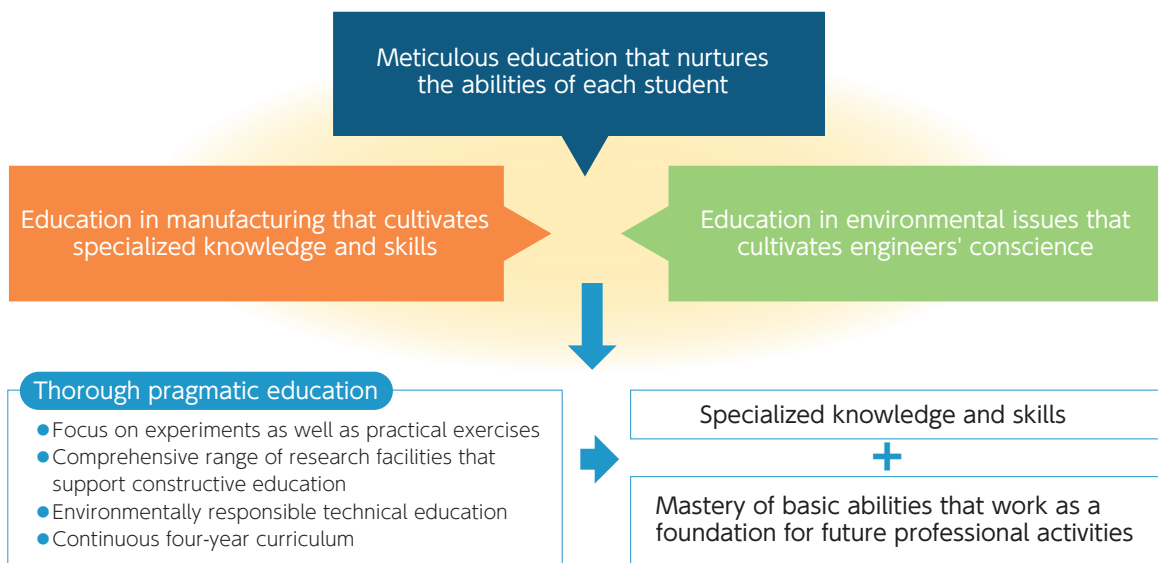 Meticulous education that nurtures
the abilities of each student
Education in manufacturing that cultivates
specialized knowledge and skills
Education in environmental issues that
cultivates engineers' conscience
Thorough pragmatic education
●Focus on experiments as well as practical exercises
●Comprehensive range of research facilities that
support constructive education
●Environmentally responsible technical education
●Continuous four-year curriculum
Specialized knowledge and skills
+
Mastery of basic abilities that work as a
foundation for future professional activities